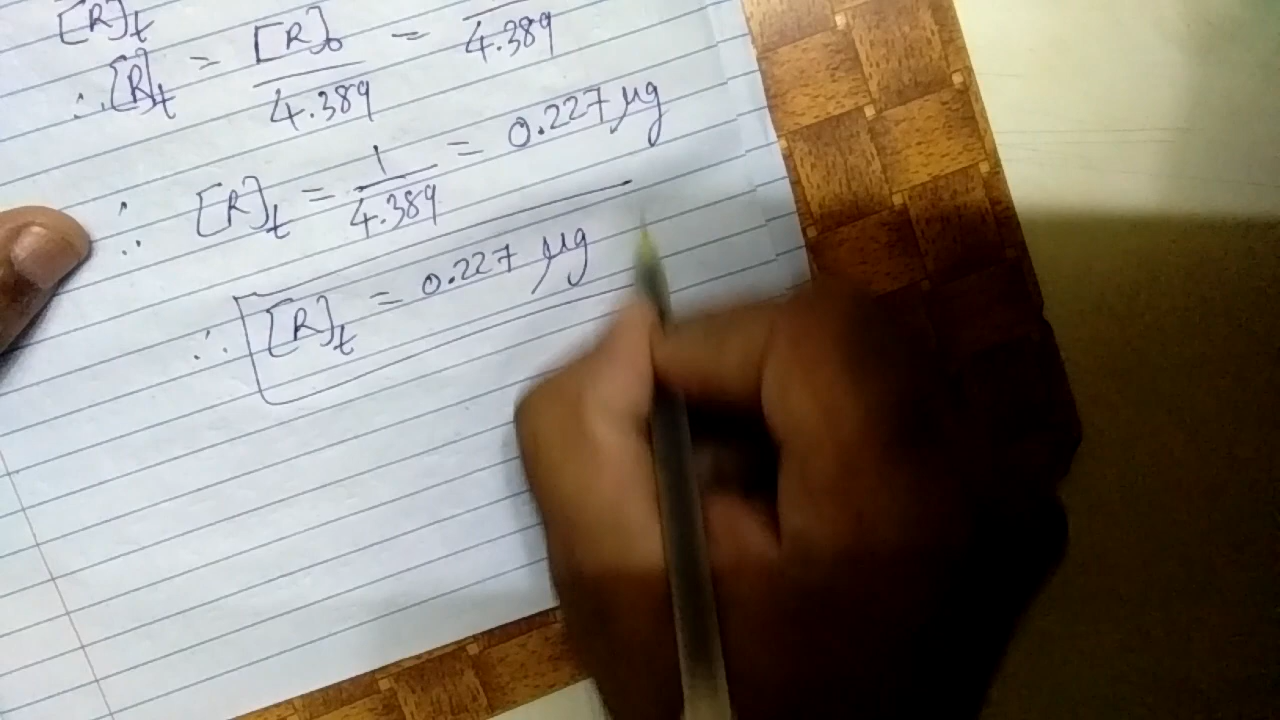 [R]t
∴ [R]t = [R]₀ / 4.389 = / 4.389
∴ [R]t = 1 / 4.389 = 0.227 μg
∴ [R]t = 0.227 μg